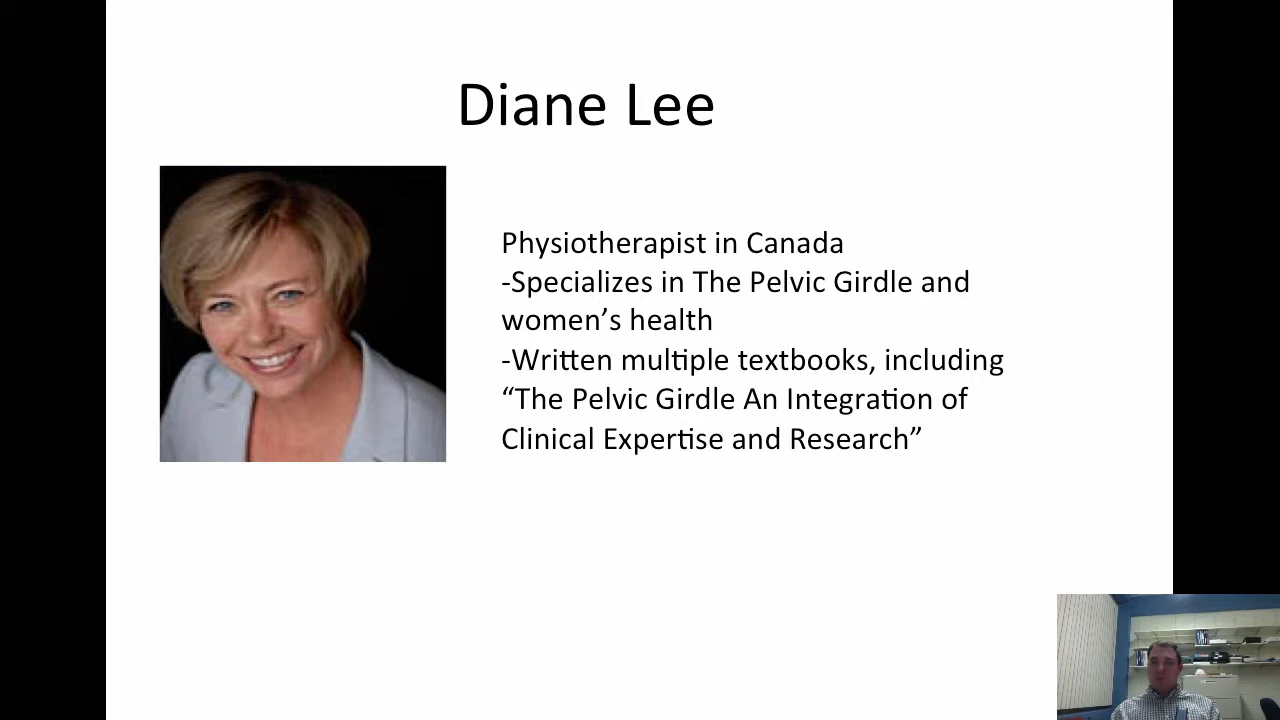 Diane Lee
Physiotherapist in Canada
-Specializes in The Pelvic Girdle and
women’s health
-Written multiple textbooks, including
“The Pelvic Girdle An Integration of
Clinical Expertise and Research”